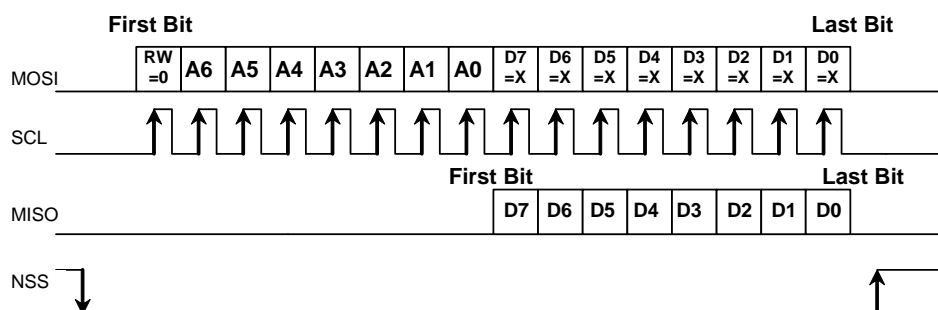 First Bit Last Bit
MOSI RW =0 A6 A5 A4 A3 A2 A1 A0 D7 =X D6 =X D5 =X D4 =X D3 =X D2 =X D1 =X D0 =X
SCL
First Bit Last Bit
MISO D7 D6 D5 D4 D3 D2 D1 D0
NSS